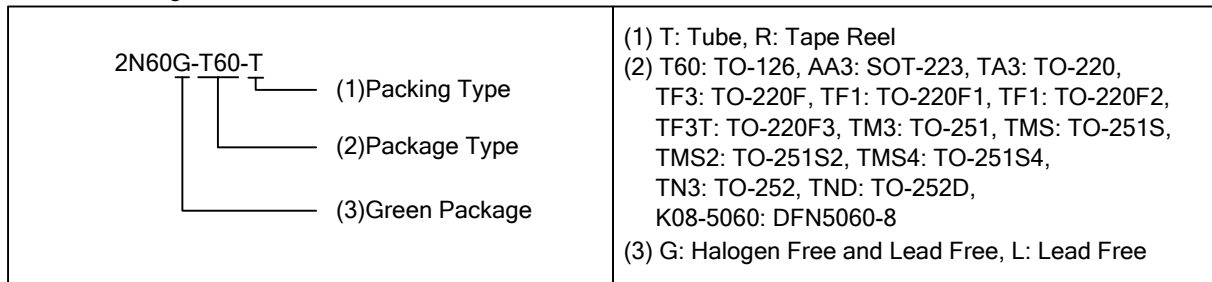 2N60G-T60-T
(1)Packing Type
(2)Package Type
(3)Green Package
(1) T: Tube, R: Tape Reel
(2) T60: TO-126, AA3: SOT-223, TA3: TO-220,
TF3: TO-220F, TF1: TO-220F1, TF1: TO-220F2,
TF3T: TO-220F3, TM3: TO-251, TMS: TO-251S,
TMS2: TO-251S2, TMS4: TO-251S4,
TN3: TO-252, TND: TO-252D,
K08-5060: DFN5060-8
(3) G: Halogen Free and Lead Free, L: Lead Free